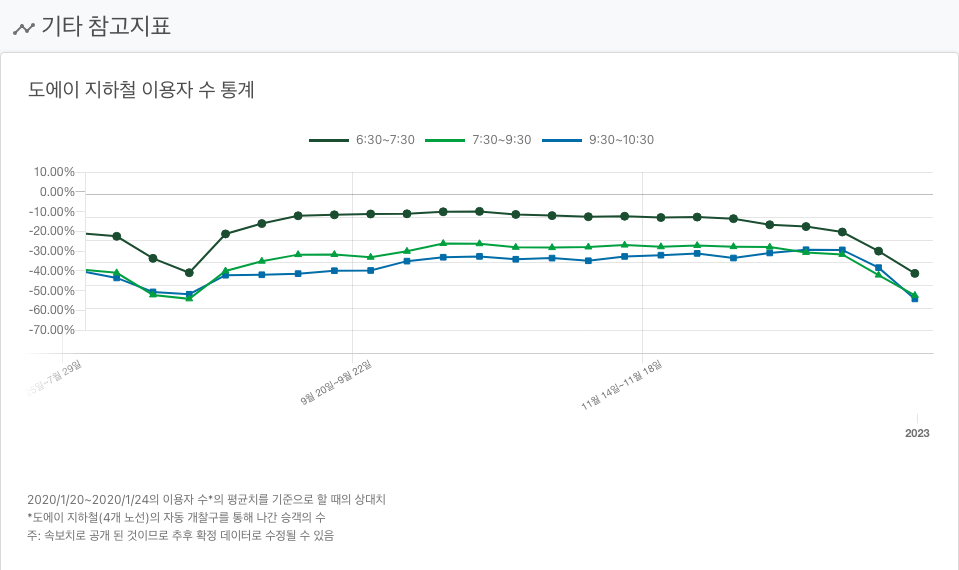 기타 참고지표
도에이 지하철 이용자 수 통계
6:30~7:30 7:30~9:30 9:30~10:30
10.00%
0.00%
-10.00%
-20.00%
-30.00%
-40.00%
-50.00%
-60.00%
-70.00%
25일~7월 29일
9월 20일~9월 22일
11월 14일~11월 18일
2023
2020/1/20~2020/1/24의 이용자 수*의 평균치를 기준으로 할 때의 상대치
*도에이 지하철(4개 노선)의 자동 개찰구를 통해 나간 승객의 수
주: 속보치로 공개 된 것이므로 추후 확정 데이터로 수정될 수 있음